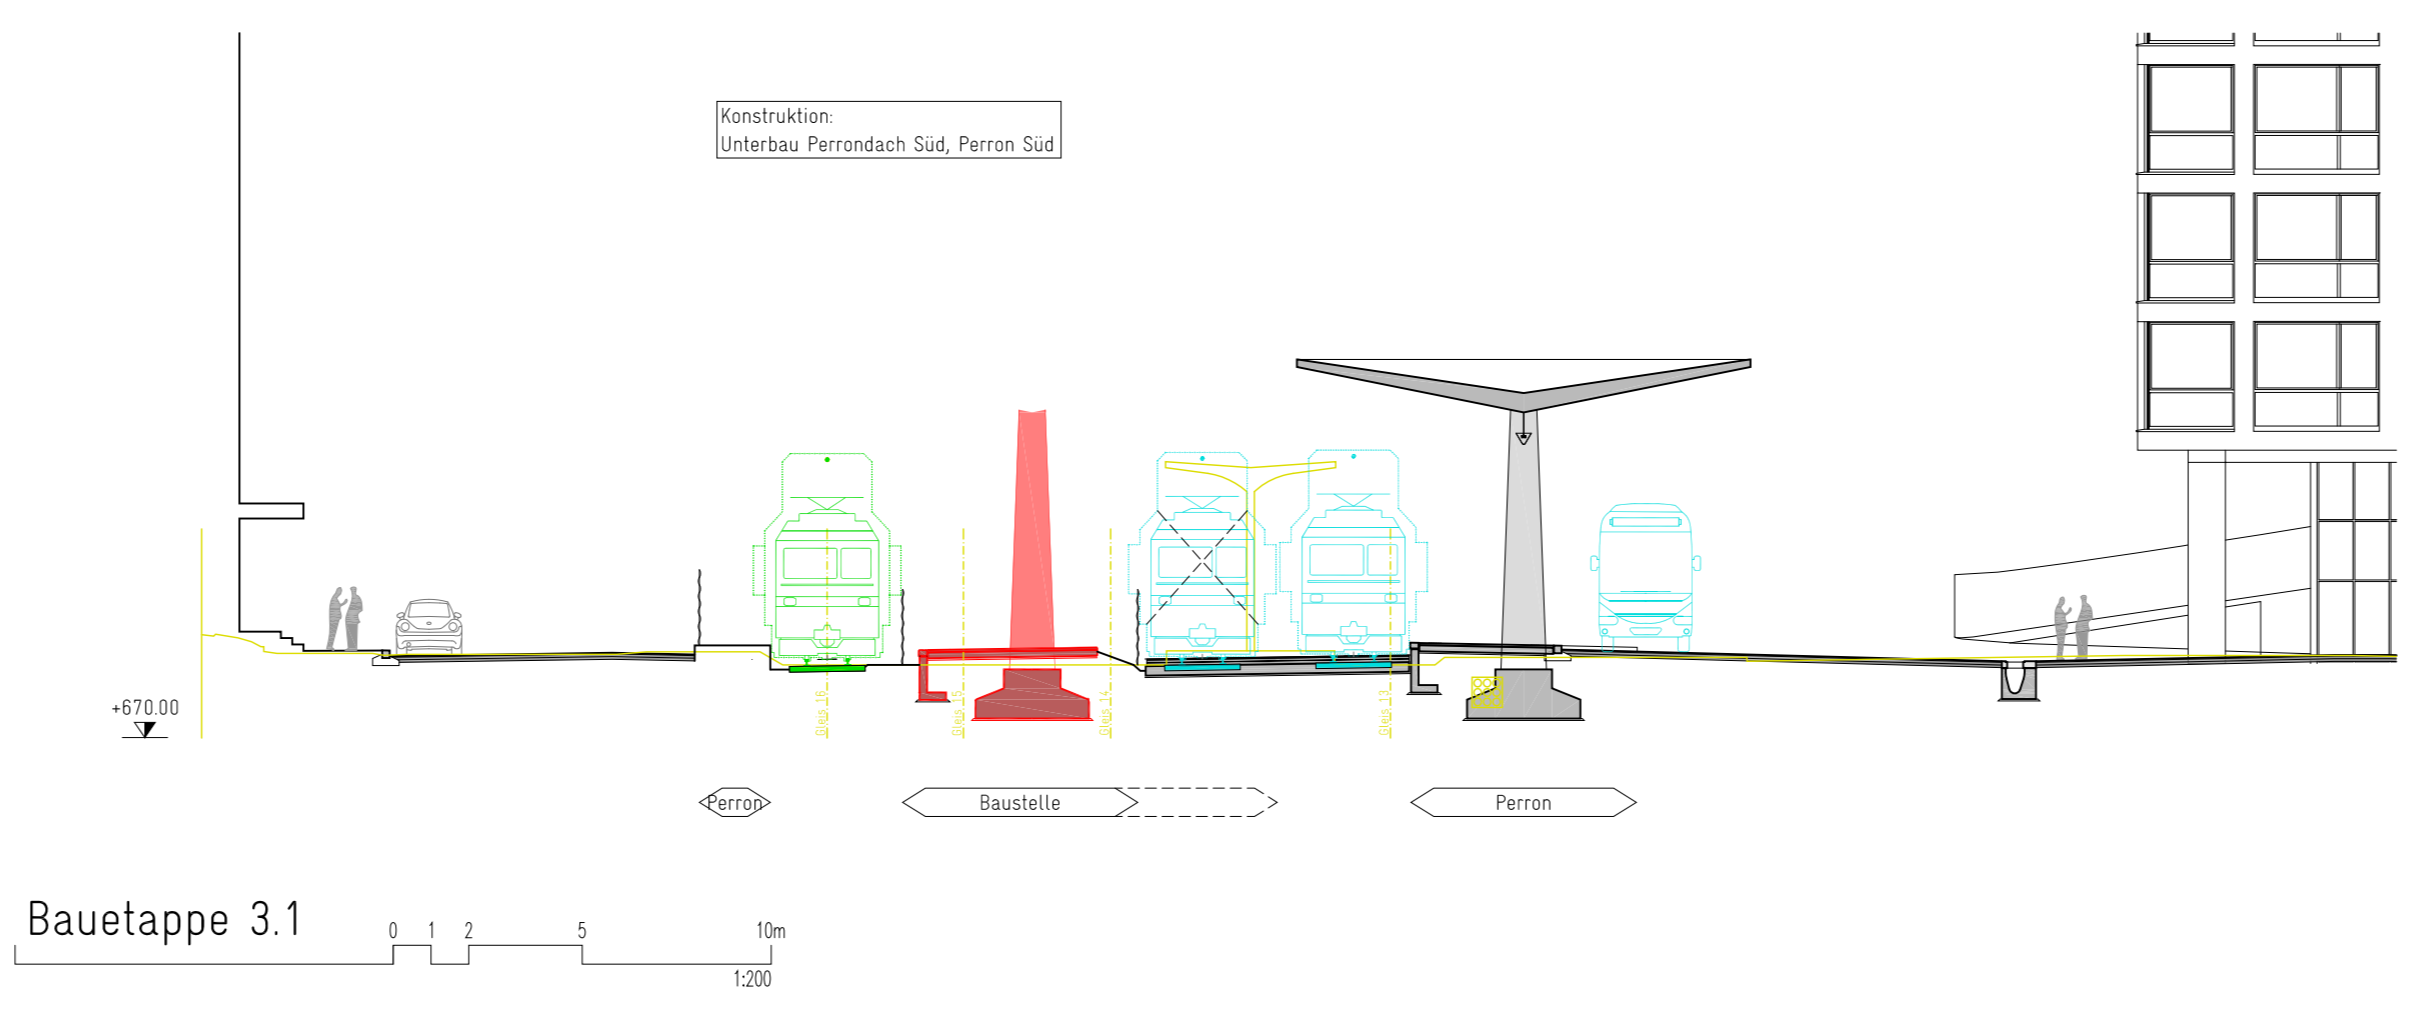 Konstruktion:
Unterbau Perrondach Süd, Perron Süd
+670.00
Gleis 16
Gleis 15
Gleis 14
Gleis 13
Perron
Baustelle
Perron
Bauetappe 3.1
0 1 2 5 10m
1:200